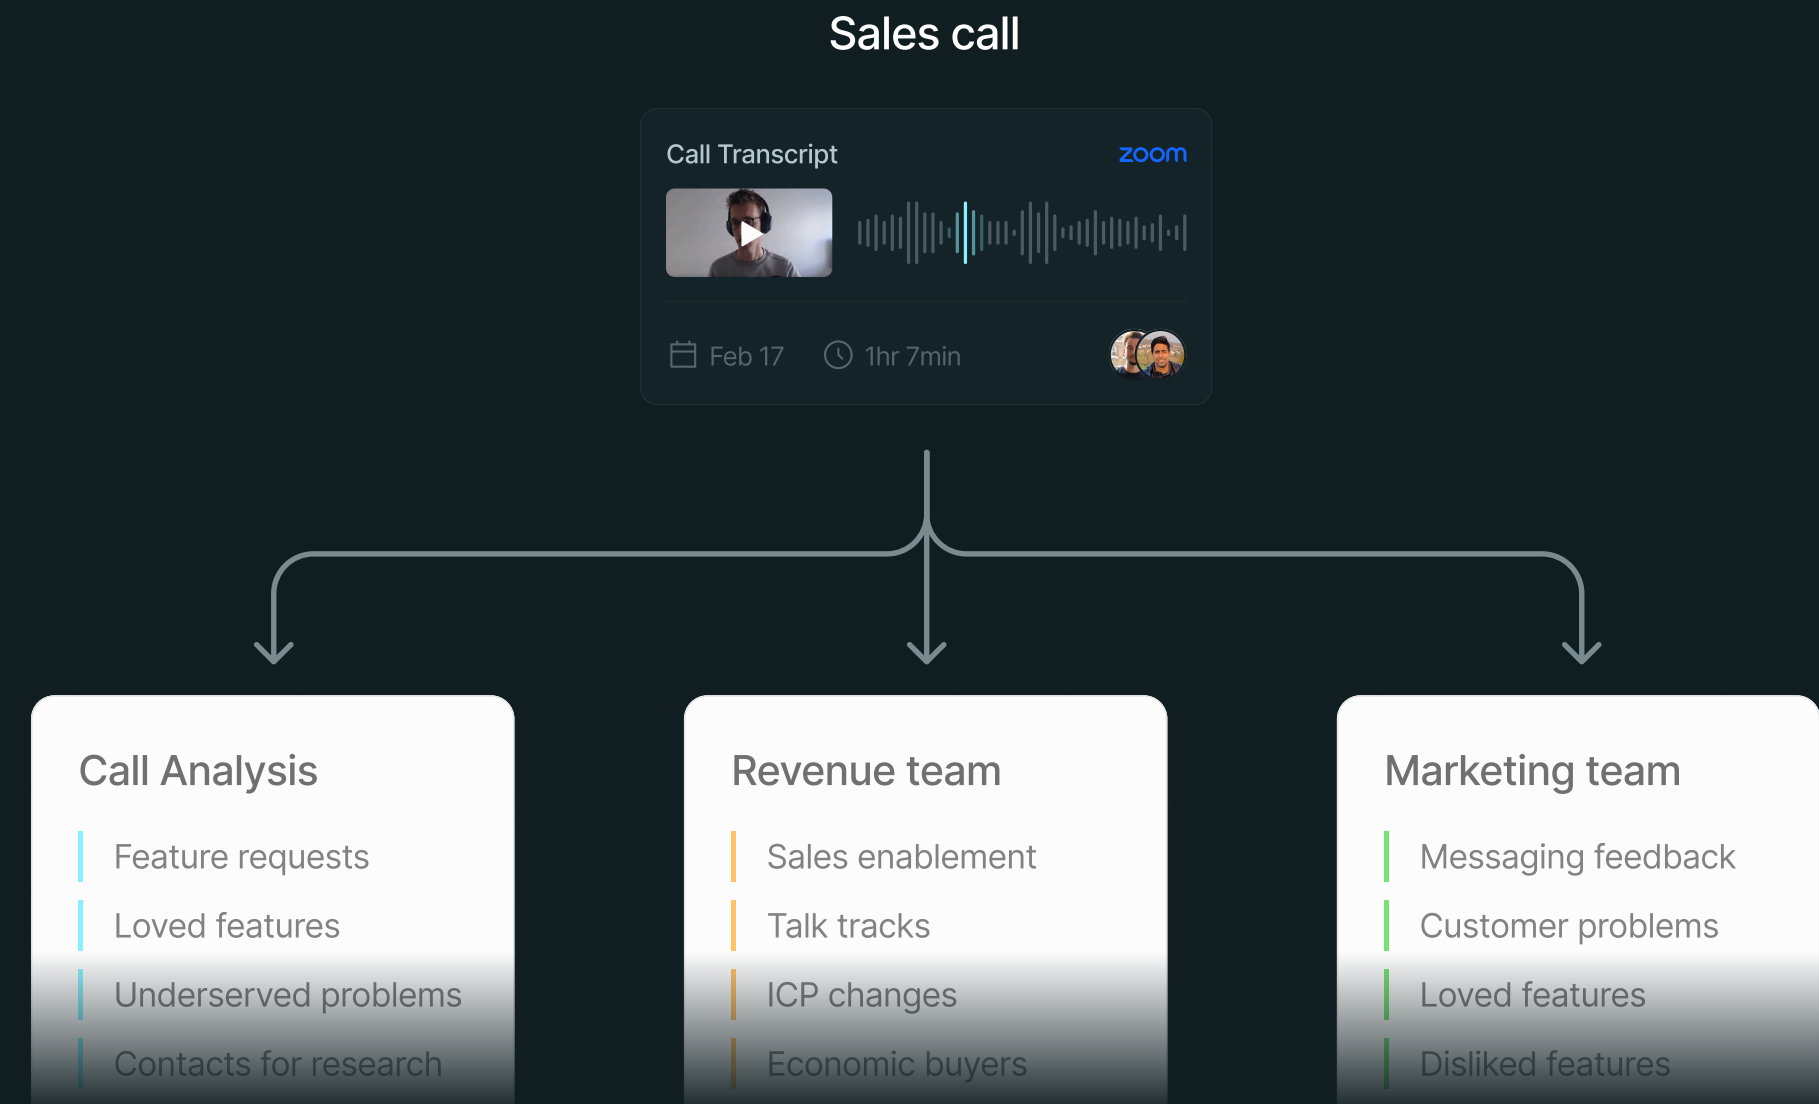 Sales call
Call Transcript
zoom
Feb 17
1hr 7min
Call Analysis
Feature requests
Loved features
Underserved problems
Contacts for research
Revenue team
Sales enablement
Talk tracks
ICP changes
Economic buyers
Marketing team
Messaging feedback
Customer problems
Loved features
Disliked features